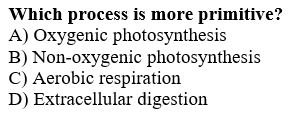 Which process is more primitive?
A) Oxygenic photosynthesis
B) Non-oxygenic photosynthesis
C) Aerobic respiration
D) Extracellular digestion